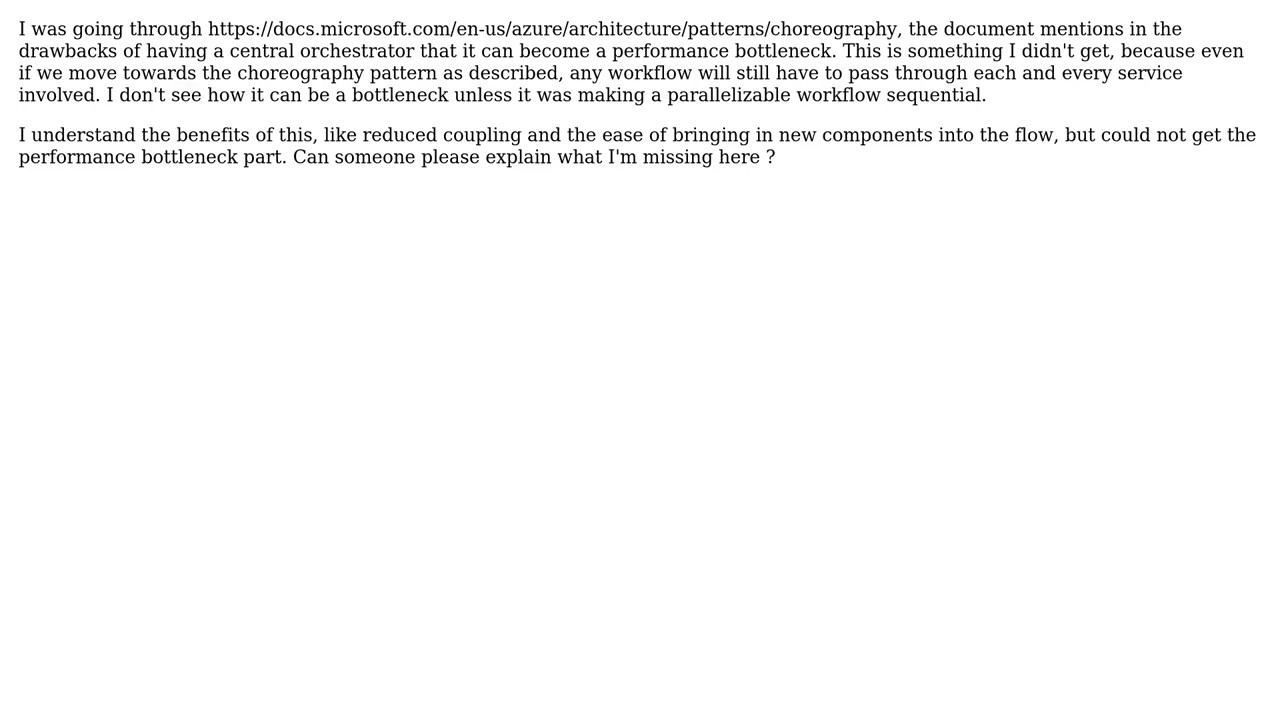 I was going through https://docs.microsoft.com/en-us/azure/architecture/patterns/choreography, the document mentions in the
drawbacks of having a central orchestrator that it can become a performance bottleneck. This is something I didn't get, because even
if we move towards the choreography pattern as described, any workflow will still have to pass through each and every service
involved. I don't see how it can be a bottleneck unless it was making a parallelizable workflow sequential.
I understand the benefits of this, like reduced coupling and the ease of bringing in new components into the flow, but could not get the
performance bottleneck part. Can someone please explain what I'm missing here ?